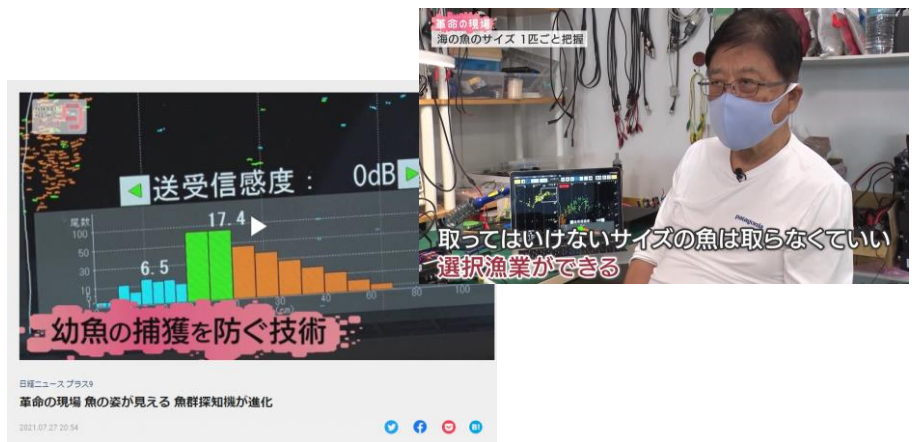 革命の現場
海の魚のサイズ 1匹ごと把握
patagonia
取ってはいけないサイズの魚は取らなくていい
選択漁業ができる
送受信感度： 0dB
尾数
100
50
30
10
17.4
6.5
30
60
80
100
(cm)
幼魚の捕獲を防ぐ技術
日経ニュース プラス9
革命の現場 魚の姿が見える 魚群探知機が進化
2021.07.27 20:54
B!